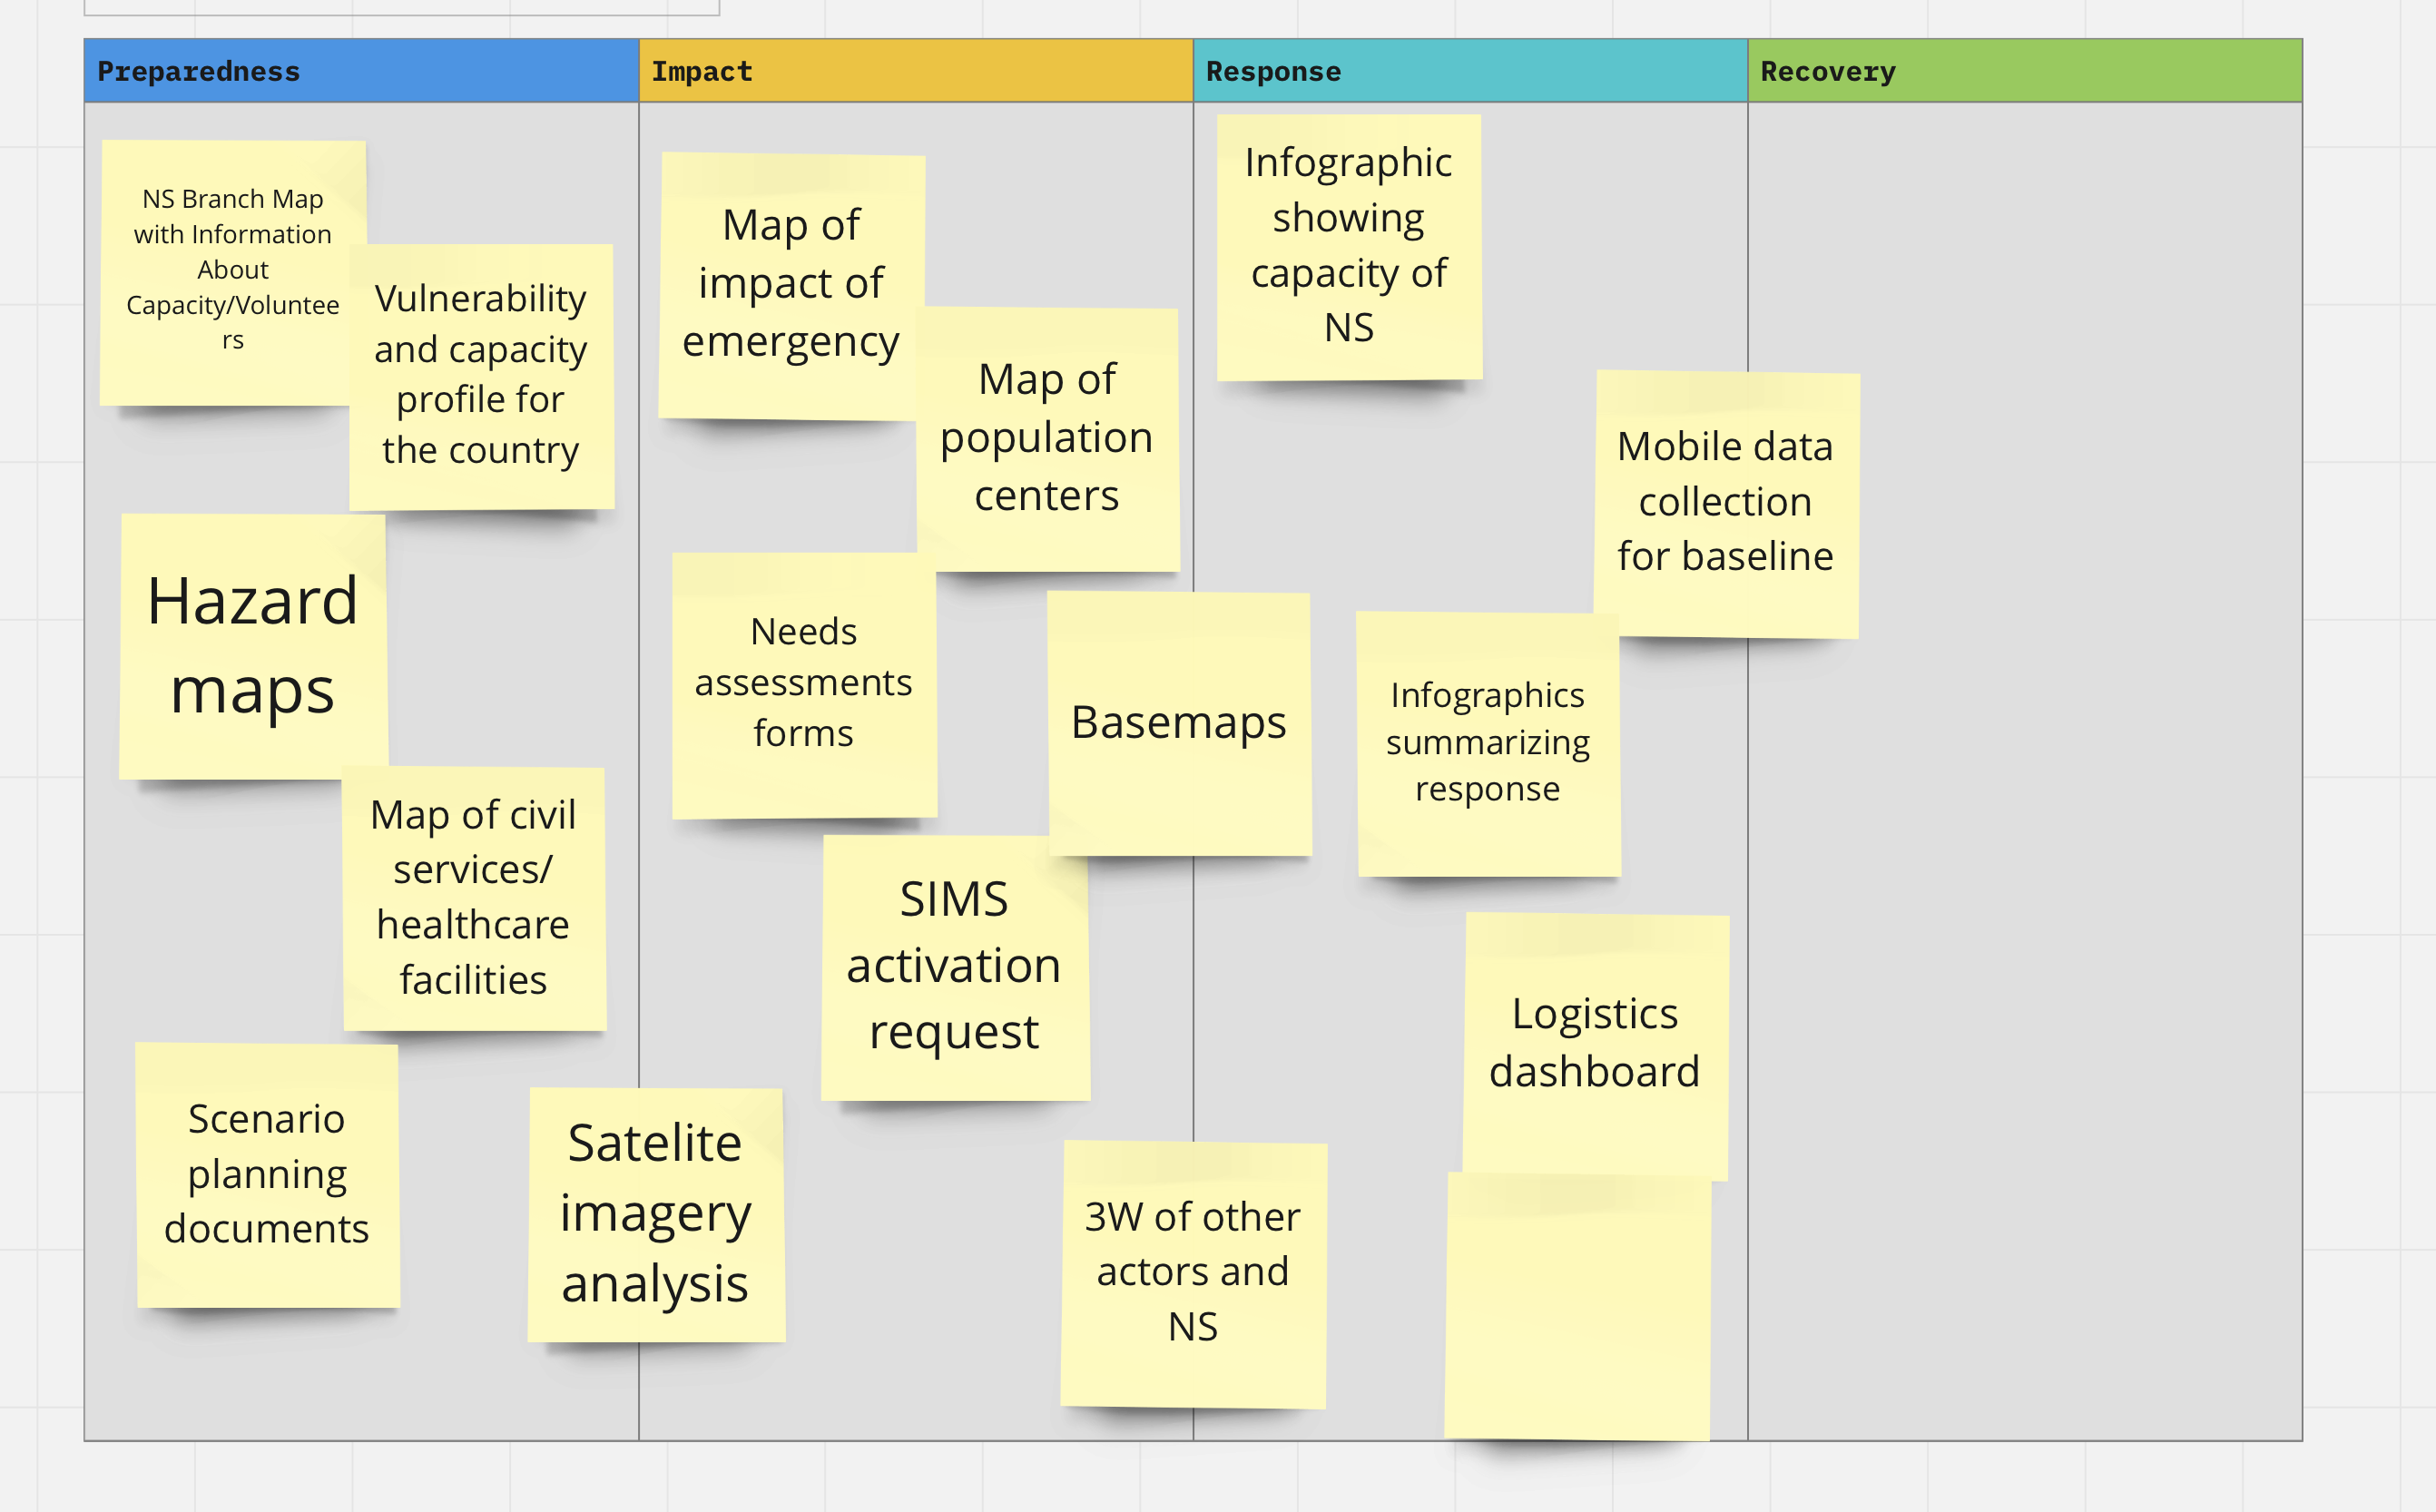 Preparedness
Impact
Response
Recovery
NS Branch Map
with Information
About
Capacity/Voluntee
rs
Vulnerability
and capacity
profile for
the country
Hazard
maps
Map of civil
services/
healthcare
facilities
Scenario
planning
documents
Satelite
imagery
analysis
Map of
impact of
emergency
Map of
population
centers
Needs
assessments
forms
Basemaps
SIMS
activation
request
3W of other
actors and
NS
Infographic
showing
capacity of
NS
Mobile data
collection
for baseline
Infographics
summarizing
response
Logistics
dashboard